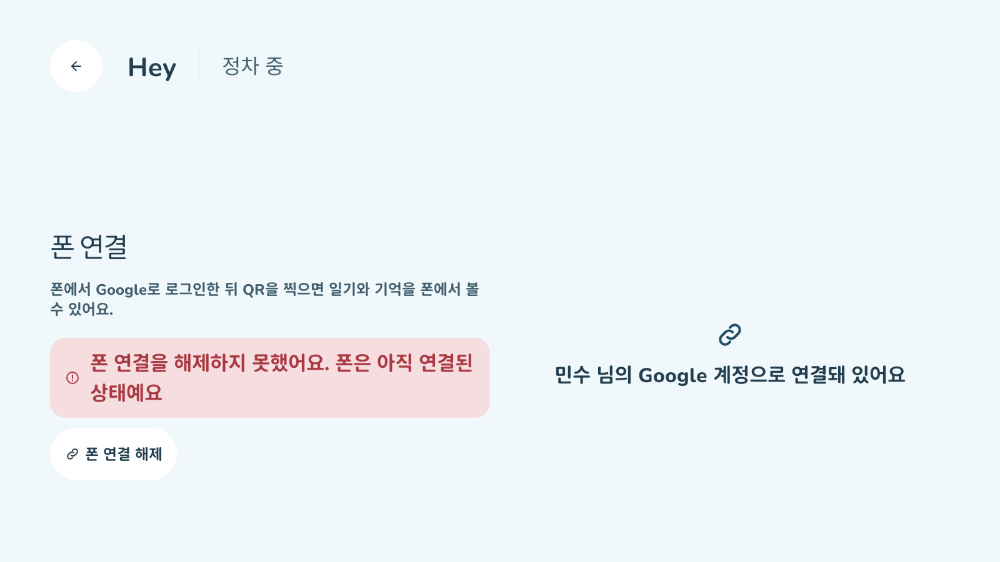 Hey
정차 중
폰 연결
폰에서 Google로 로그인한 뒤 QR을 찍으면 일기와 기억을 폰에서 볼
수 있어요.
폰 연결을 해제하지 못했어요. 폰은 아직 연결된
상태예요
폰 연결 해제
민수 님의 Google 계정으로 연결돼 있어요